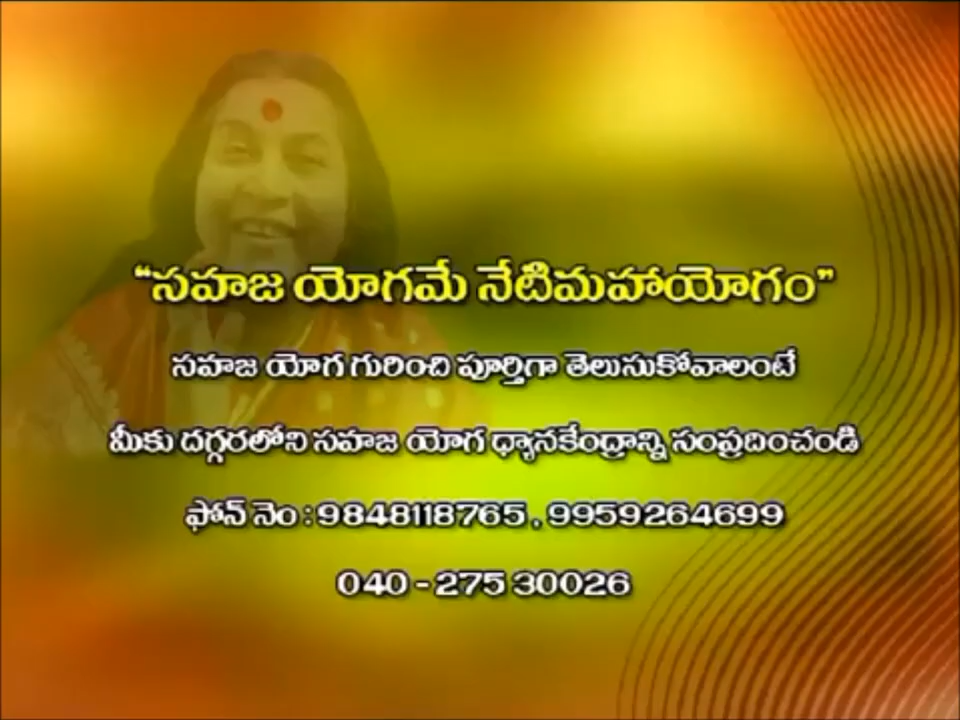 “సహజ యోగమే నేటిమహాయోగం”
సహజ యోగ గురించి పూర్తిగా తెలుసుకోవాలంటే
మీకు దగ్గరలోని సహజ యోగ ధ్యానకేంద్రాన్ని సంప్రదించండి
ఫోన్ నెం : 9848118765 , 9959264699
040 - 275 30026